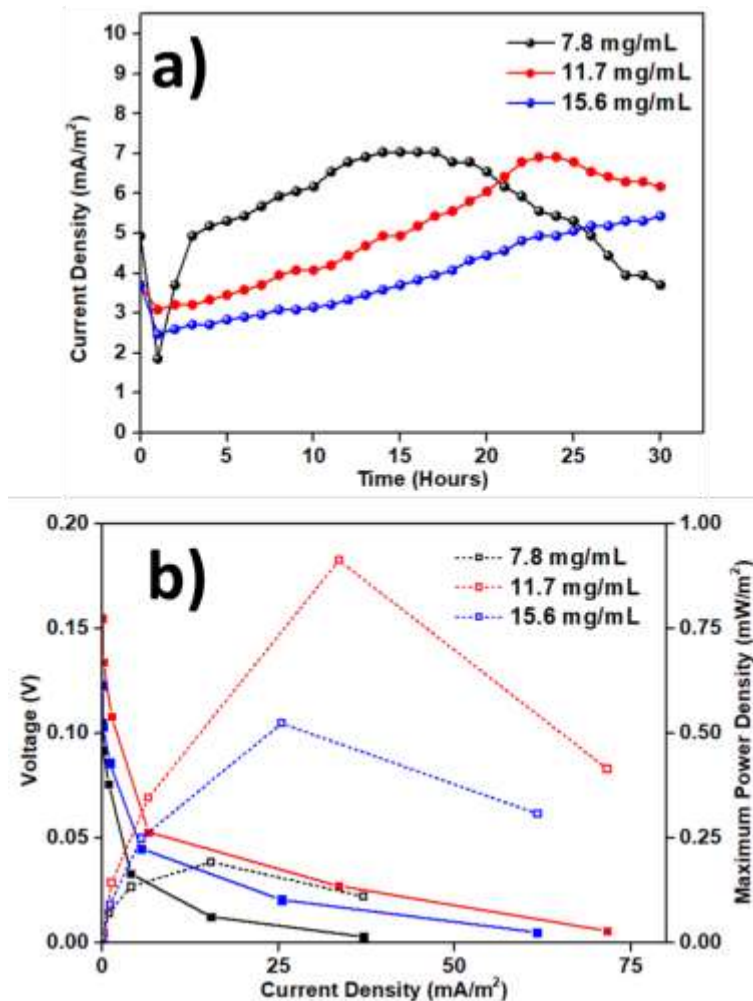 a)
7.8 mg/mL
11.7 mg/mL
15.6 mg/mL
Current Density (mA/m²)
10
9
8
7
6
5
4
3
2
1
0
0 5 10 15 20 25 30
Time (Hours)
b)
7.8 mg/mL
11.7 mg/mL
15.6 mg/mL
Voltage (V)
0.20
0.15
0.10
0.05
0.00
Maximum Power Density (mW/m²)
1.00
0.75
0.50
0.25
0.00
0 25 50 75
Current Density (mA/m²)